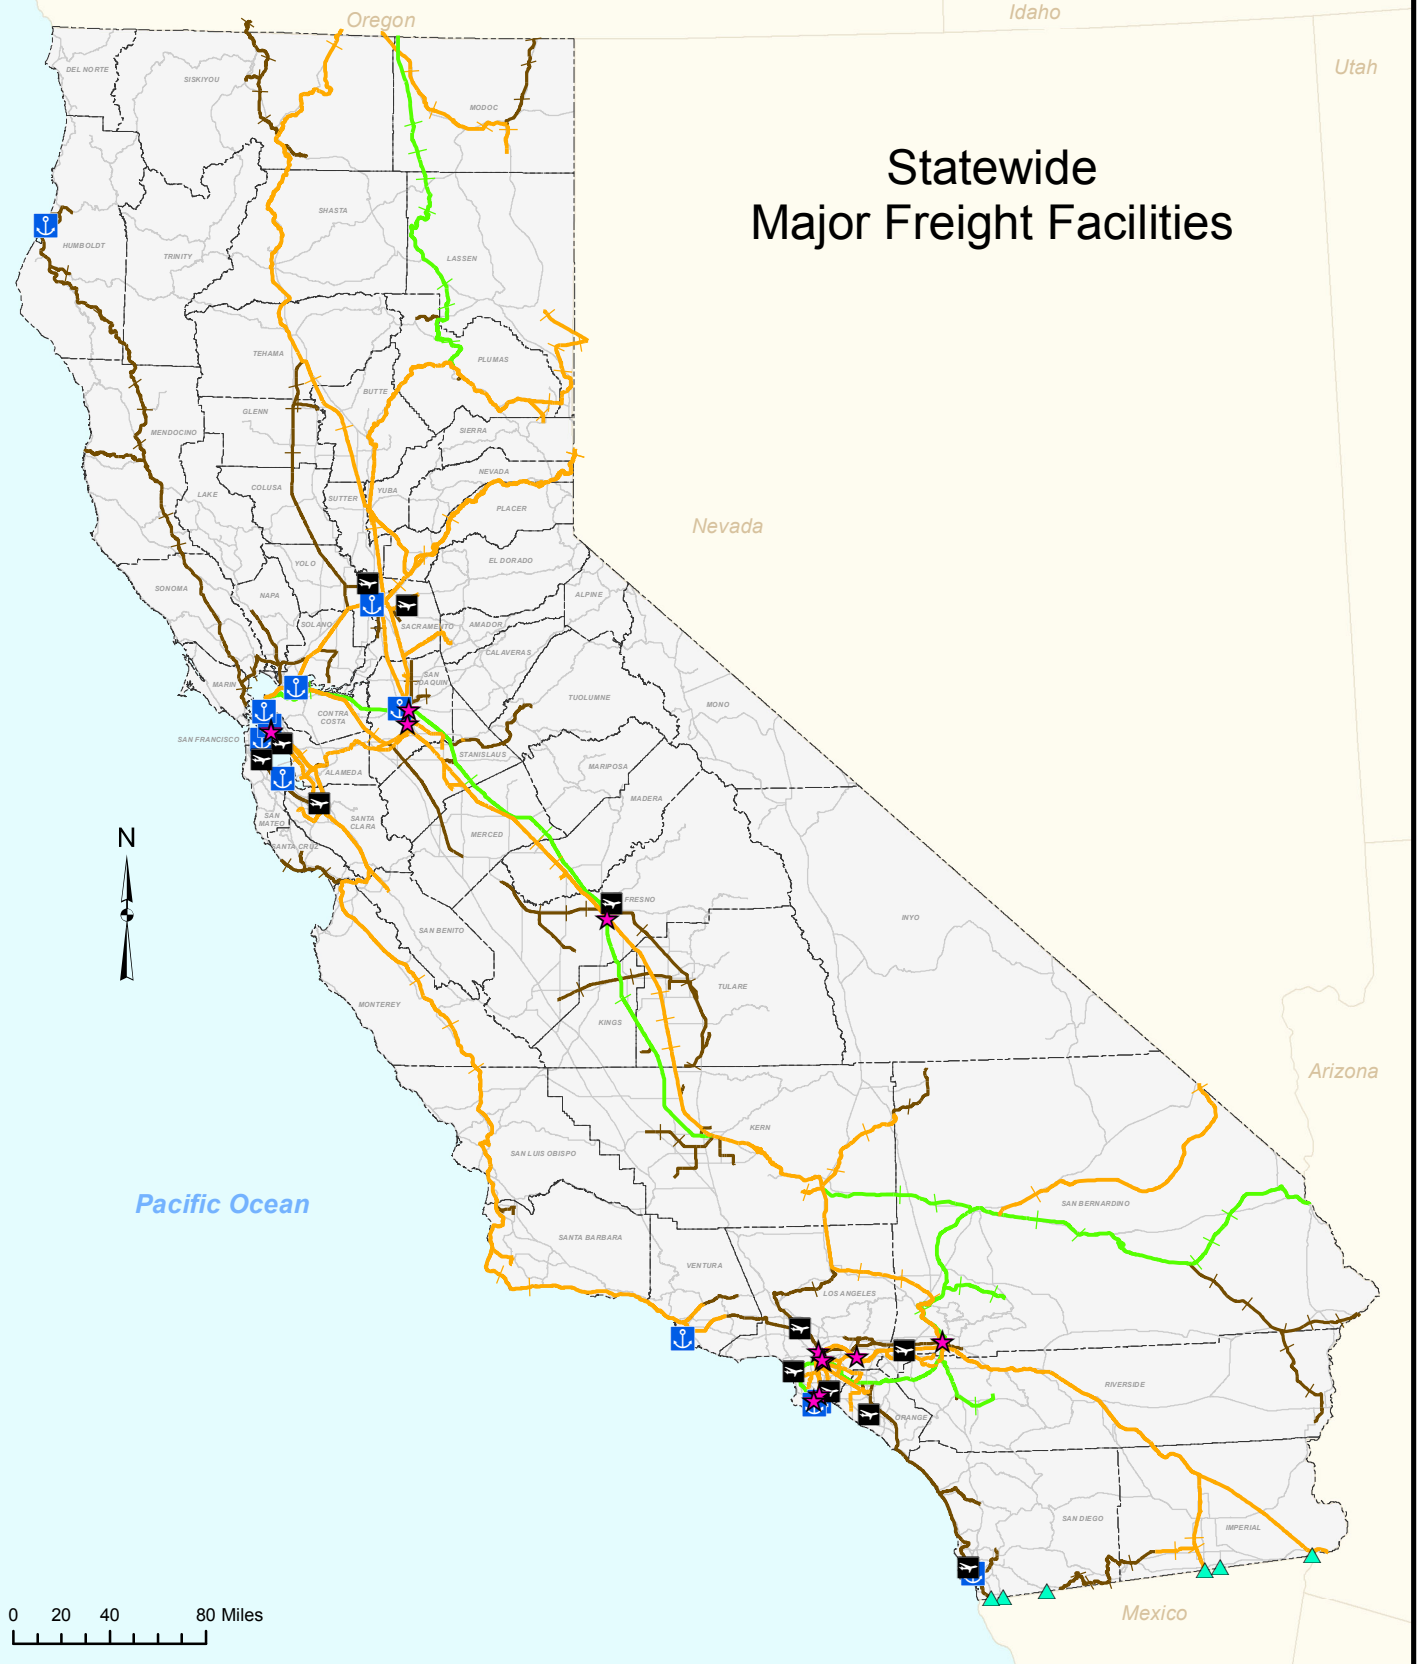 Oregon
Idaho
Utah
DEL NORTE
SISKIYOU
MODOC
Statewide
Major Freight Facilities
SHASTA
HUMBOLDT
TRINITY
LASSEN
TEHAMA
PLUMAS
BUTTE
GLENN
MENDOCINO
SIERRA
NEVADA
LAKE
COLUSA
SUTTER
YUBA
PLACER
Nevada
YOLO
EL DORADO
SONOMA
NAPA
ALPINE
SOLANO
SACRAMENTO
AMADOR
CALAVERAS
MARIN
SAN
JOAQUIN
TUOLUMNE
MONO
CONTRA
COSTA
SAN FRANCISCO
STANISLAUS
ALAMEDA
MARIPOSA
MADERA
SAN
MATEO
SANTA
CLARA
MERCED
N
SANTA CRUZ
FRESNO
INYO
SAN BENITO
TULARE
MONTEREY
KINGS
Arizona
KERN
SAN LUIS OBISPO
Pacific Ocean
SAN BERNARDINO
SANTA BARBARA
VENTURA
LOS ANGELES
RIVERSIDE
ORANGE
SAN DIEGO
IMPERIAL
Mexico
0 20 40 80 Miles